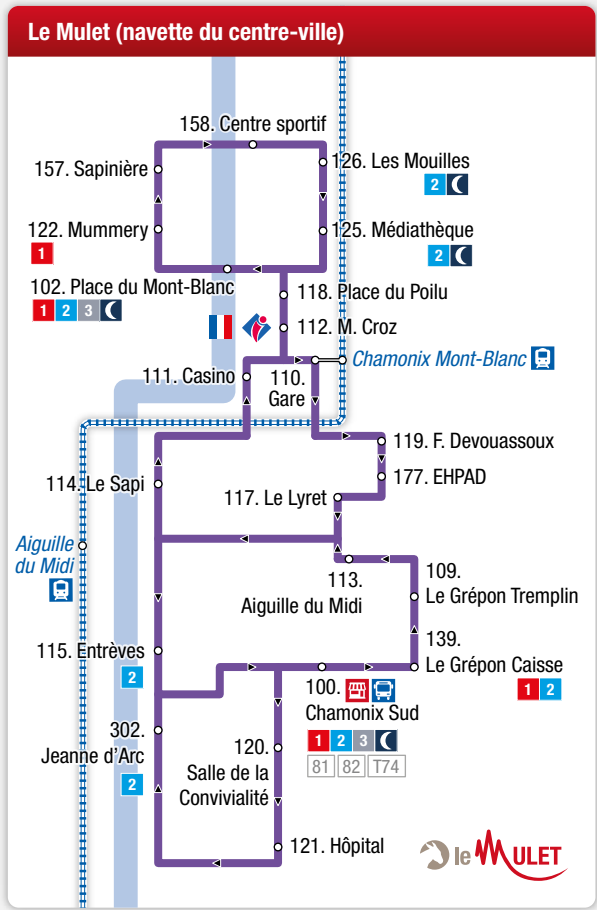 Le Mulet (navette du centre-ville)
158. Centre sportif
157. Sapinière
126. Les Mouilles
2
122. Mummery
1
125. Médiathèque
2
102. Place du Mont-Blanc
1 2 3
118. Place du Poilu
112. M. Croz
Chamonix Mont-Blanc
111. Casino
110.
Gare
119. F. Devouassoux
177. EHPAD
114. Le Sapi
117. Le Lyret
Aiguille
du Midi
113.
Aiguille du Midi
109.
Le Grépon Tremplin
115. Entrèves
2
139.
Le Grépon Caisse
1 2
100.
Chamonix Sud
1 2 3
81 82 T74
302.
Jeanne d'Arc
2
120.
Salle de la
Convivialité
121. Hôpital
le MULET